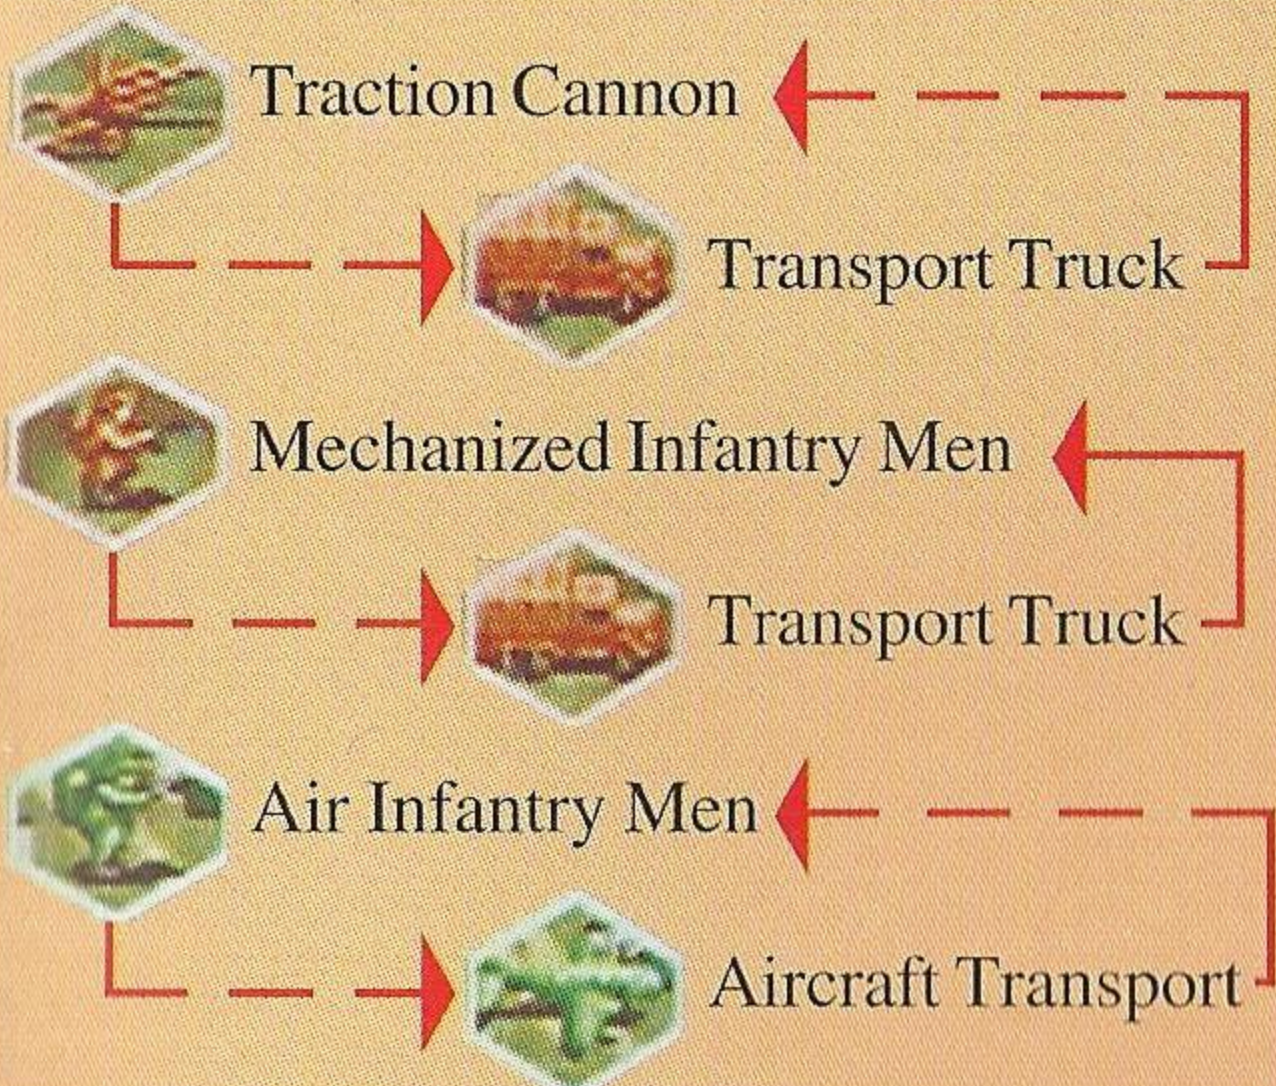 Traction Cannon
Transport Truck
Mechanized Infantry Men
Transport Truck
Air Infantry Men
Aircraft Transport